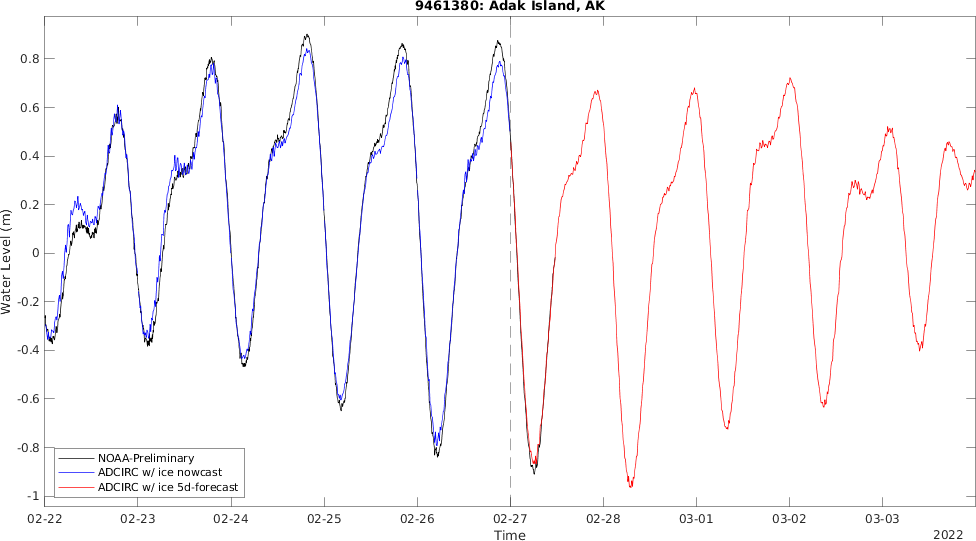 9461380: Adak Island, AK
Water Level (m)
0.8
0.6
0.4
0.2
0
-0.2
-0.4
-0.6
-0.8
-1
NOAA-Preliminary
ADCIRC w/ ice nowcast
ADCIRC w/ ice 5d-forecast
02-22 02-23 02-24 02-25 02-26 02-27 02-28 03-01 03-02 03-03
Time
2022